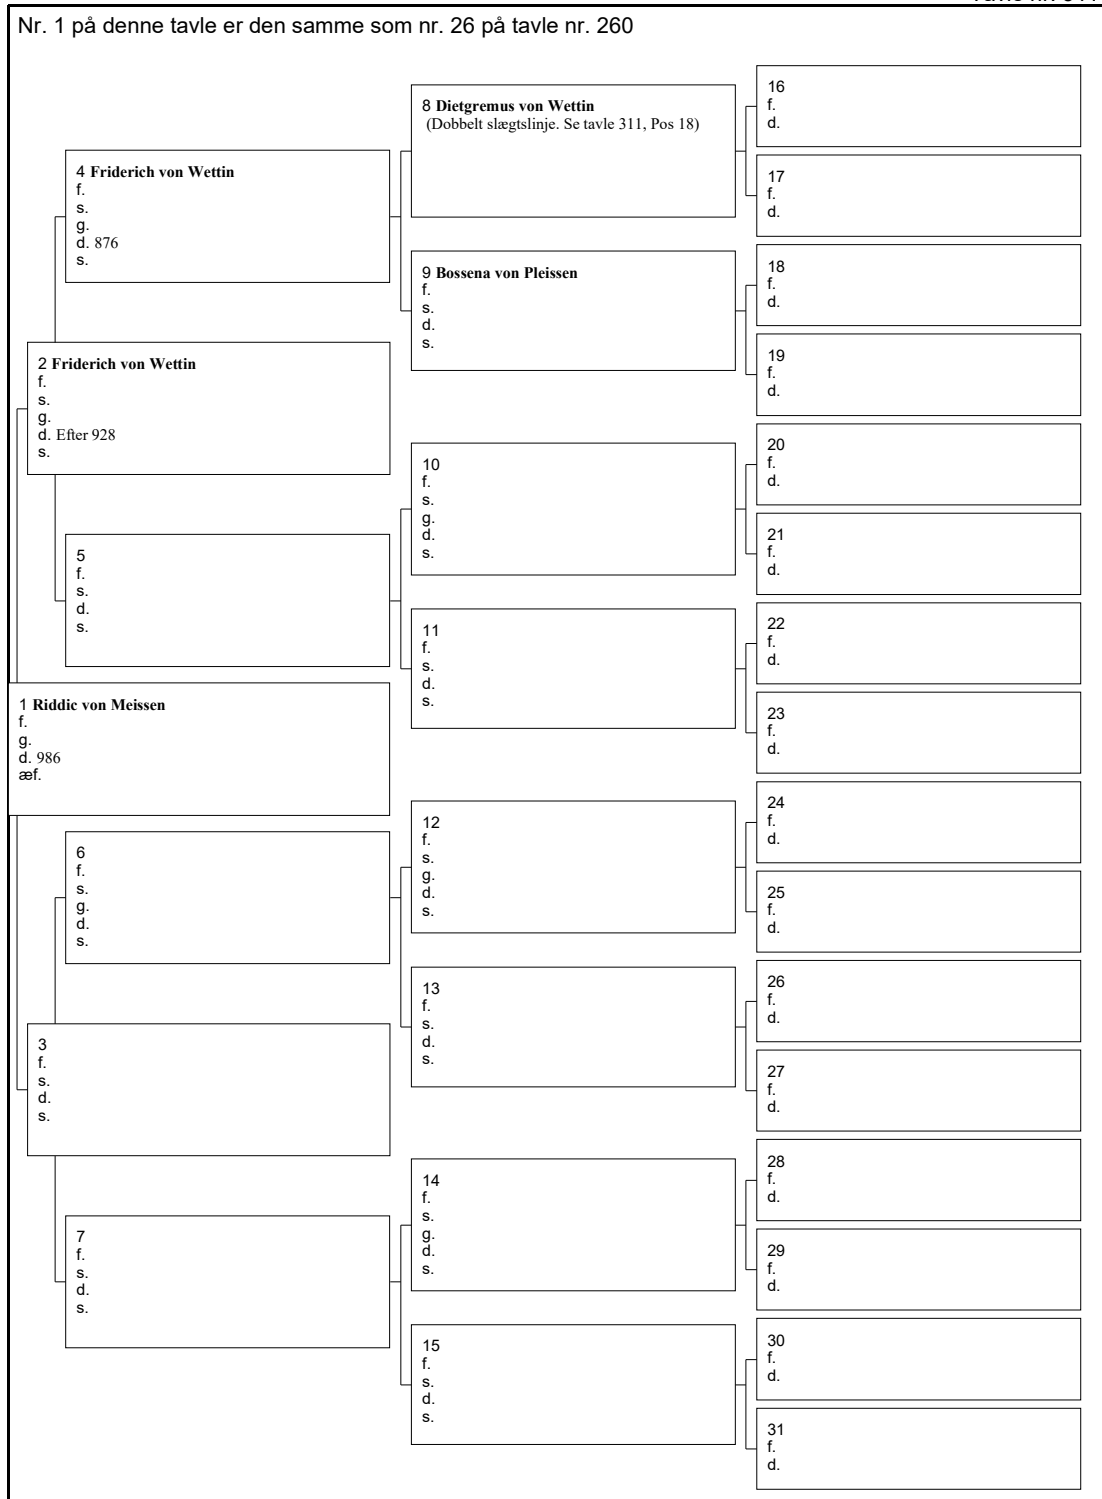 Nr. 1 på denne tavle er den samme som nr. 26 på tavle nr. 260
16
f.
d.
8 Dietgremus von Wettin
(Dobbelt slægtslinje. Se tavle 311, Pos 18)
4 Friderich von Wettin
f.
s.
g.
d. 876
s.
17
f.
d.
9 Bossena von Pleissen
f.
s.
d.
s.
18
f.
d.
19
f.
d.
2 Friderich von Wettin
f.
s.
g.
d. Efter 928
s.
10
f.
s.
g.
d.
s.
20
f.
d.
21
f.
d.
5
f.
s.
d.
s.
11
f.
s.
d.
s.
22
f.
d.
23
f.
d.
1 Riddic von Meissen
f.
g.
d. 986
æf.
12
f.
s.
g.
d.
s.
24
f.
d.
25
f.
d.
6
f.
s.
g.
d.
s.
13
f.
s.
d.
s.
26
f.
d.
27
f.
d.
3
f.
s.
d.
s.
14
f.
s.
g.
d.
s.
28
f.
d.
29
f.
d.
7
f.
s.
d.
s.
15
f.
s.
d.
s.
30
f.
d.
31
f.
d.